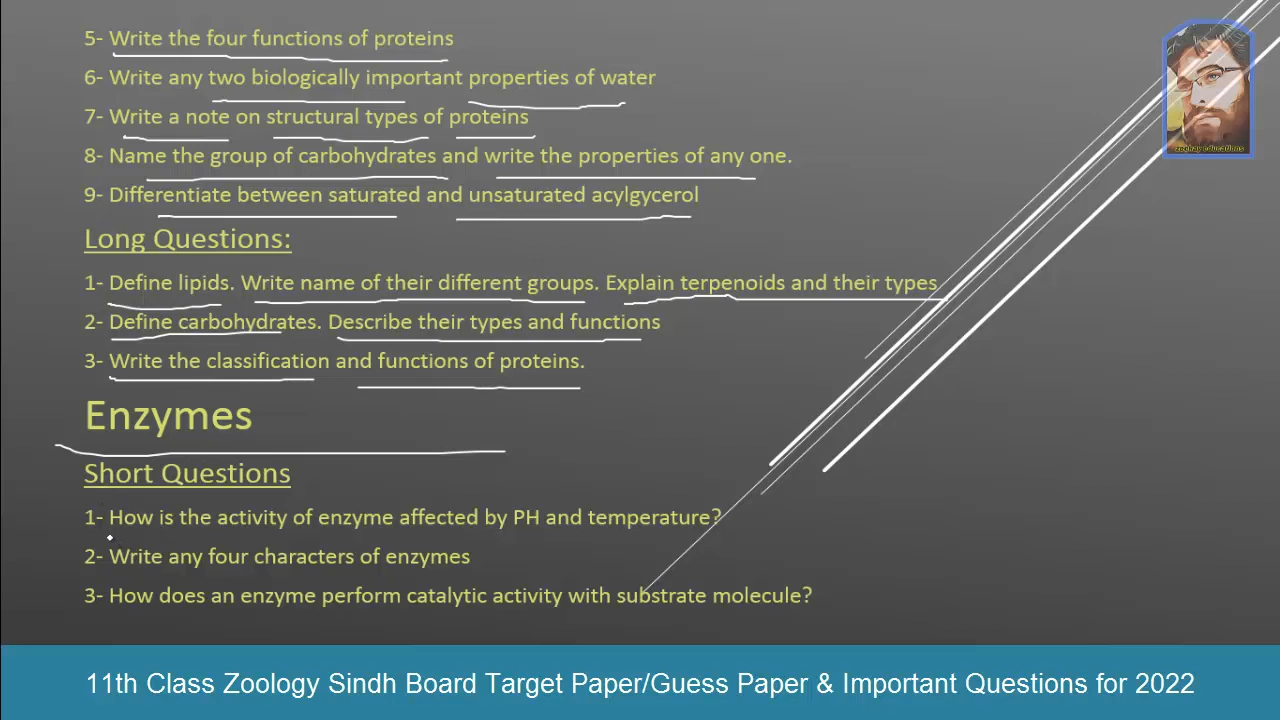 5- Write the four functions of proteins
6- Write any two biologically important properties of water
7- Write a note on structural types of proteins
8- Name the group of carbohydrates and write the properties of any one.
9- Differentiate between saturated and unsaturated acylgycerol
Long Questions:
1- Define lipids. Write name of their different groups. Explain terpenoids and their types
2- Define carbohydrates. Describe their types and functions
3- Write the classification and functions of proteins.
Enzymes
Short Questions
1- How is the activity of enzyme affected by PH and temperature?
2- Write any four characters of enzymes
3- How does an enzyme perform catalytic activity with substrate molecule?
11th Class Zoology Sindh Board Target Paper/Guess Paper & Important Questions for 2022